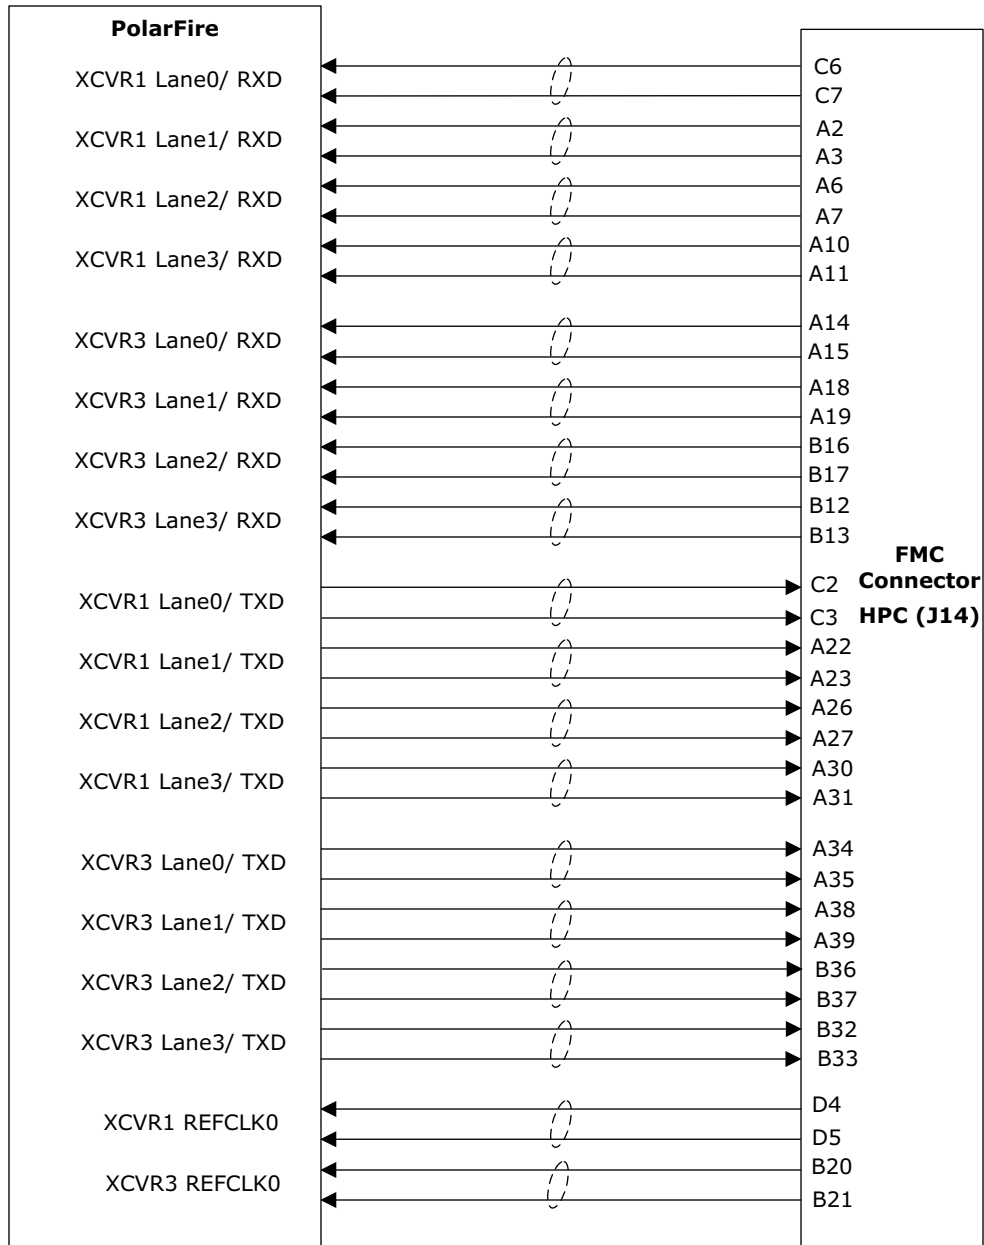 PolarFire
XCVR1 Lane0/ RXD
C6
C7
XCVR1 Lane1/ RXD
A2
A3
XCVR1 Lane2/ RXD
A6
A7
XCVR1 Lane3/ RXD
A10
A11
XCVR3 Lane0/ RXD
A14
A15
XCVR3 Lane1/ RXD
A18
A19
XCVR3 Lane2/ RXD
B16
B17
XCVR3 Lane3/ RXD
B12
B13
FMC
Connector
HPC (J14)
XCVR1 Lane0/ TXD
C2
C3
XCVR1 Lane1/ TXD
A22
A23
XCVR1 Lane2/ TXD
A26
A27
XCVR1 Lane3/ TXD
A30
A31
XCVR3 Lane0/ TXD
A34
A35
XCVR3 Lane1/ TXD
A38
A39
XCVR3 Lane2/ TXD
B36
B37
XCVR3 Lane3/ TXD
B32
B33
XCVR1 REFCLK0
D4
D5
XCVR3 REFCLK0
B20
B21